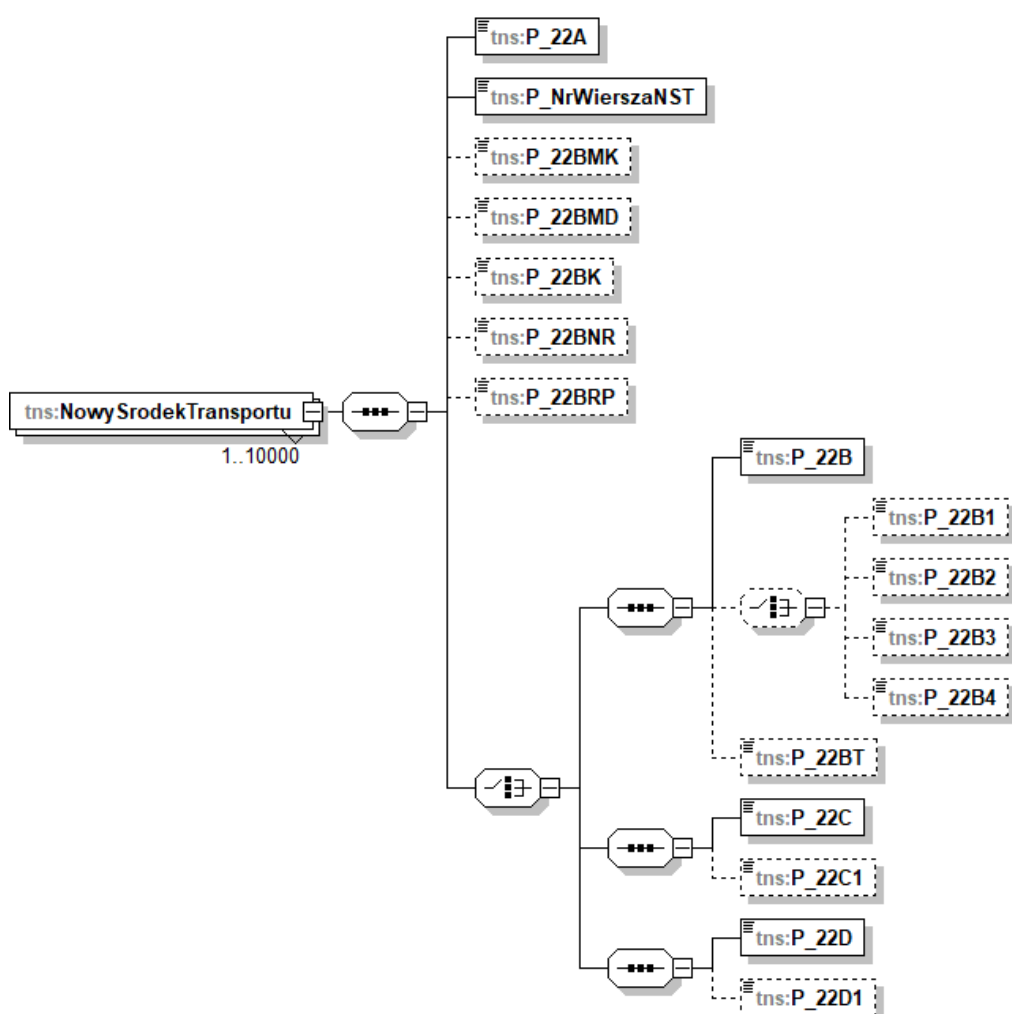 tns:P_22A
tns:P_NrWierszaNST
tns:P_22BMK
tns:P_22BMD
tns:P_22BK
tns:P_22BNR
tns:P_22BRP
tns:NowySrodekTransportu
1..10000
tns:P_22B
tns:P_22B1
tns:P_22B2
tns:P_22B3
tns:P_22B4
tns:P_22BT
tns:P_22C
tns:P_22C1
tns:P_22D
tns:P_22D1